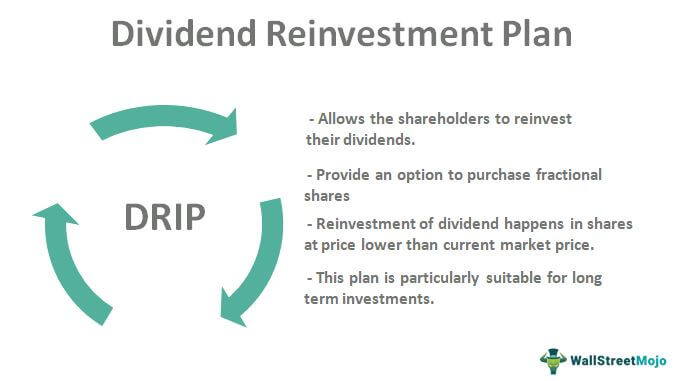 Dividend Reinvestment Plan
DRIP
- Allows the shareholders to reinvest
their dividends.
- Provide an option to purchase fractional
shares
- Reinvestment of dividend happens in shares
at price lower than current market price.
- This plan is particularly suitable for long
term investments.
WallStreetMojo